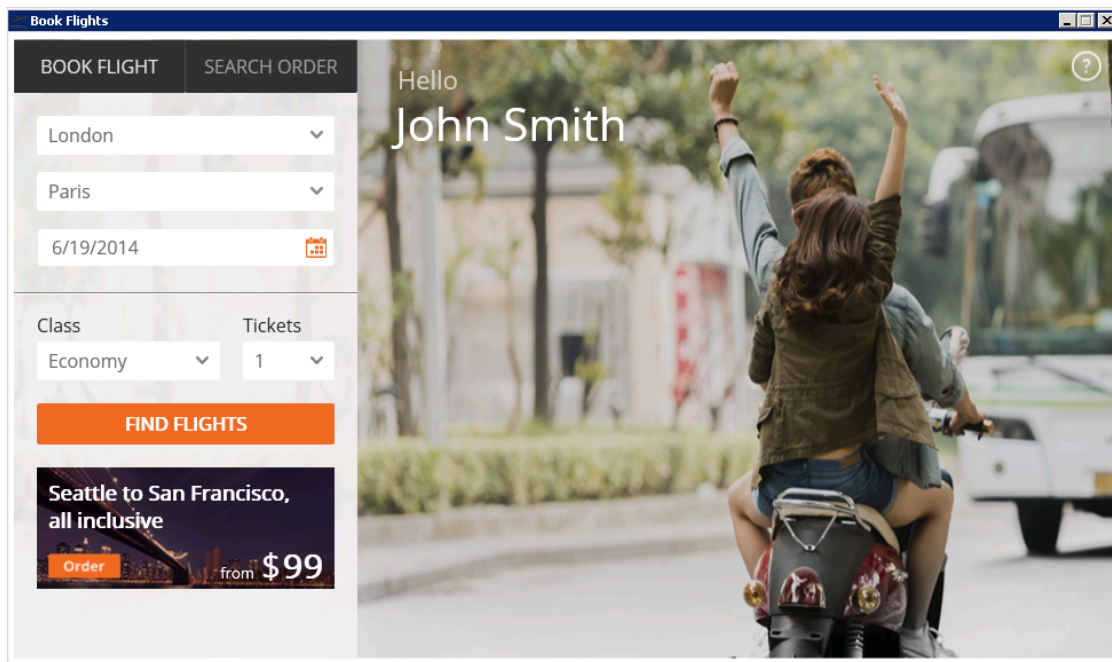 Book Flights
BOOK FLIGHT
SEARCH ORDER
London
Paris
6/19/2014
Class
Tickets
Economy
1
FIND FLIGHTS
Seattle to San Francisco,
all inclusive
Order
from $99
Hello
John Smith
?